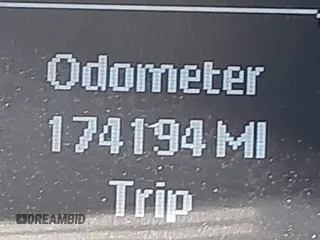 Odometer
174194 MI
Trip
DREAMBID